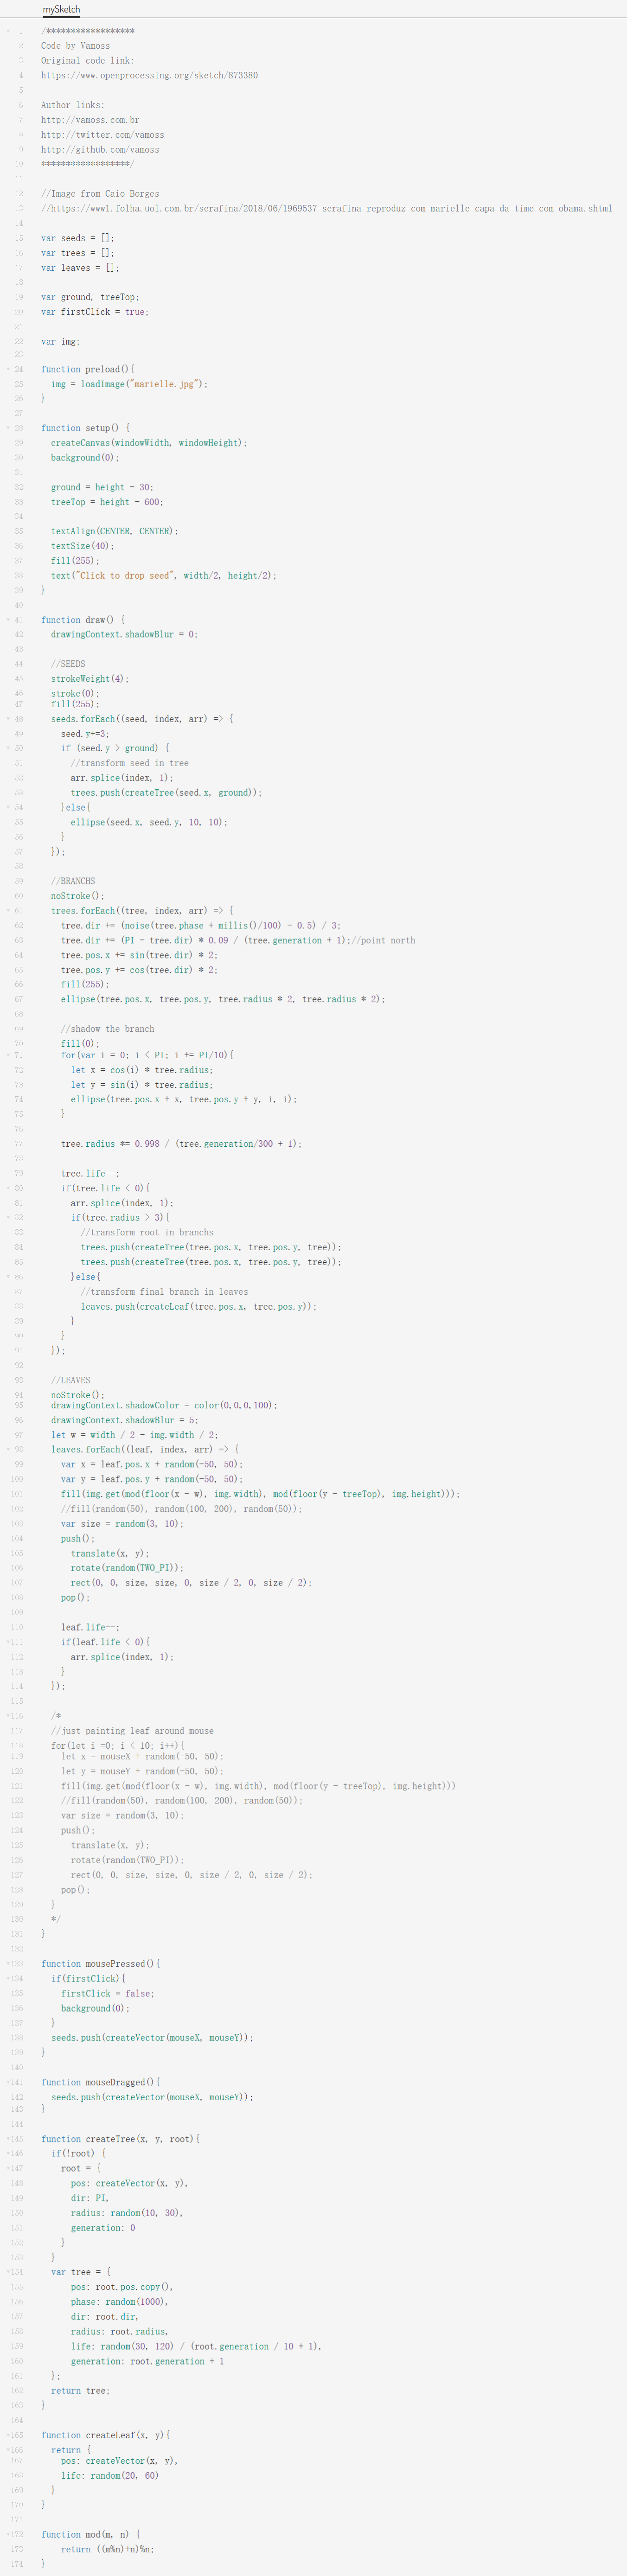 mySketch
1 /******************
2 Code by Vamoss
3 Original code link:
4 https://www.openprocessing.org/sketch/873380
5
6 Author links:
7 http://vamoss.com.br
8 http://twitter.com/vamoss
9 http://github.com/vamoss
10 ******************/
11
12 //Image from Caio Borges
13 //https://www1.folha.uol.com.br/serafina/2018/06/1969537-serafina-reproduz-com-marielle-capa-da-time-com-obama.shtml
14
15 var seeds = [];
16 var trees = [];
17 var leaves = [];
18
19 var ground, treeTop;
20 var firstClick = true;
21
22 var img;
23
24 function preload(){
25   img = loadImage("marielle.jpg");
26 }
27
28 function setup() {
29   createCanvas(windowWidth, windowHeight);
30   background(0);
31
32   ground = height - 30;
33   treeTop = height - 600;
34
35   textAlign(CENTER, CENTER);
36   textSize(40);
37   fill(255);
38   text("Click to drop seed", width/2, height/2);
39 }
40
41 function draw() {
42   drawingContext.shadowBlur = 0;
43
44   //SEEDS
45   strokeWeight(4);
46   stroke(0);
47   fill(255);
48   seeds.forEach((seed, index, arr) => {
49     seed.y+=3;
50     if (seed.y > ground) {
51       //transform seed in tree
52       arr.splice(index, 1);
53       trees.push(createTree(seed.x, ground));
54     }else{
55       ellipse(seed.x, seed.y, 10, 10);
56     }
57   });
58
59   //BRANCHS
60   noStroke();
61   trees.forEach((tree, index, arr) => {
62     tree.dir += (noise(tree.phase + millis()/100) - 0.5) / 3;
63     tree.dir += (PI - tree.dir) * 0.09 / (tree.generation + 1);//point north
64     tree.pos.x += sin(tree.dir) * 2;
65     tree.pos.y += cos(tree.dir) * 2;
66     fill(255);
67     ellipse(tree.pos.x, tree.pos.y, tree.radius * 2, tree.radius * 2);
68
69     //shadow the branch
70     fill(0);
71     for(var i = 0; i < PI; i += PI/10){
72       let x = cos(i) * tree.radius;
73       let y = sin(i) * tree.radius;
74       ellipse(tree.pos.x + x, tree.pos.y + y, i, i);
75     }
76
77     tree.radius *= 0.998 / (tree.generation/300 + 1);
78
79     tree.life--;
80     if(tree.life < 0){
81       arr.splice(index, 1);
82       if(tree.radius > 3){
83         //transform root in branchs
84         trees.push(createTree(tree.pos.x, tree.pos.y, tree));
85         trees.push(createTree(tree.pos.x, tree.pos.y, tree));
86       }else{
87         //transform final branch in leaves
88         leaves.push(createLeaf(tree.pos.x, tree.pos.y));
89       }
90     }
91   });
92
93   //LEAVES
94   noStroke();
95   drawingContext.shadowColor = color(0,0,0,100);
96   drawingContext.shadowBlur = 5;
97   let w = width / 2 - img.width / 2;
98   leaves.forEach((leaf, index, arr) => {
99     var x = leaf.pos.x + random(-50, 50);
100     var y = leaf.pos.y + random(-50, 50);
101     fill(img.get(mod(floor(x - w), img.width), mod(floor(y - treeTop), img.height)));
102     //fill(random(50), random(100, 200), random(50));
103     var size = random(3, 10);
104     push();
105       translate(x, y);
106       rotate(random(TWO_PI));
107       rect(0, 0, size, size, 0, size / 2, 0, size / 2);
108     pop();
109
110     leaf.life--;
111     if(leaf.life < 0){
112       arr.splice(index, 1);
113     }
114   });
115
116   /*
117   //just painting leaf around mouse
118   for(let i =0; i < 10; i++){
119     let x = mouseX + random(-50, 50);
120     let y = mouseY + random(-50, 50);
121     fill(img.get(mod(floor(x - w), img.width), mod(floor(y - treeTop), img.height)))
122     //fill(random(50), random(100, 200), random(50));
123     var size = random(3, 10);
124     push();
125       translate(x, y);
126       rotate(random(TWO_PI));
127       rect(0, 0, size, size, 0, size / 2, 0, size / 2);
128     pop();
129   }
130   */
131 }
132
133 function mousePressed(){
134   if(firstClick){
135     firstClick = false;
136     background(0);
137   }
138   seeds.push(createVector(mouseX, mouseY));
139 }
140
141 function mouseDragged(){
142   seeds.push(createVector(mouseX, mouseY));
143 }
144
145 function createTree(x, y, root){
146   if(!root) {
147     root = {
148       pos: createVector(x, y),
149       dir: PI,
150       radius: random(10, 30),
151       generation: 0
152     }
153   }
154   var tree = {
155       pos: root.pos.copy(),
156       phase: random(1000),
157       dir: root.dir,
158       radius: root.radius,
159       life: random(30, 120) / (root.generation / 10 + 1),
160       generation: root.generation + 1
161   };
162   return tree;
163 }
164
165 function createLeaf(x, y){
166   return {
167     pos: createVector(x, y),
168     life: random(20, 60)
169   }
170 }
171
172 function mod(m, n) {
173     return ((m%n)+n)%n;
174 }